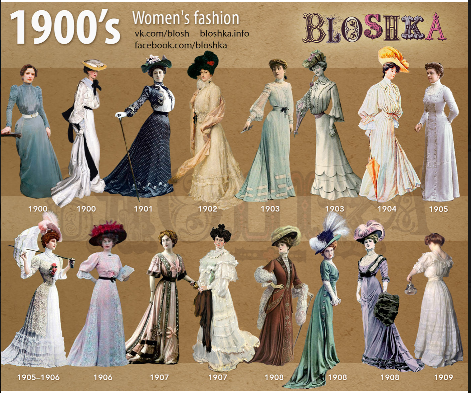 1900's
Women's fashion
vk.com/blosh bloshka.info
facebook.com/bloshka
BLOSHKA
1900 1900 1901 1902 1903 1903 1904 1905
1905-1906 1906 1907 1907 1908 1908 1908 1909